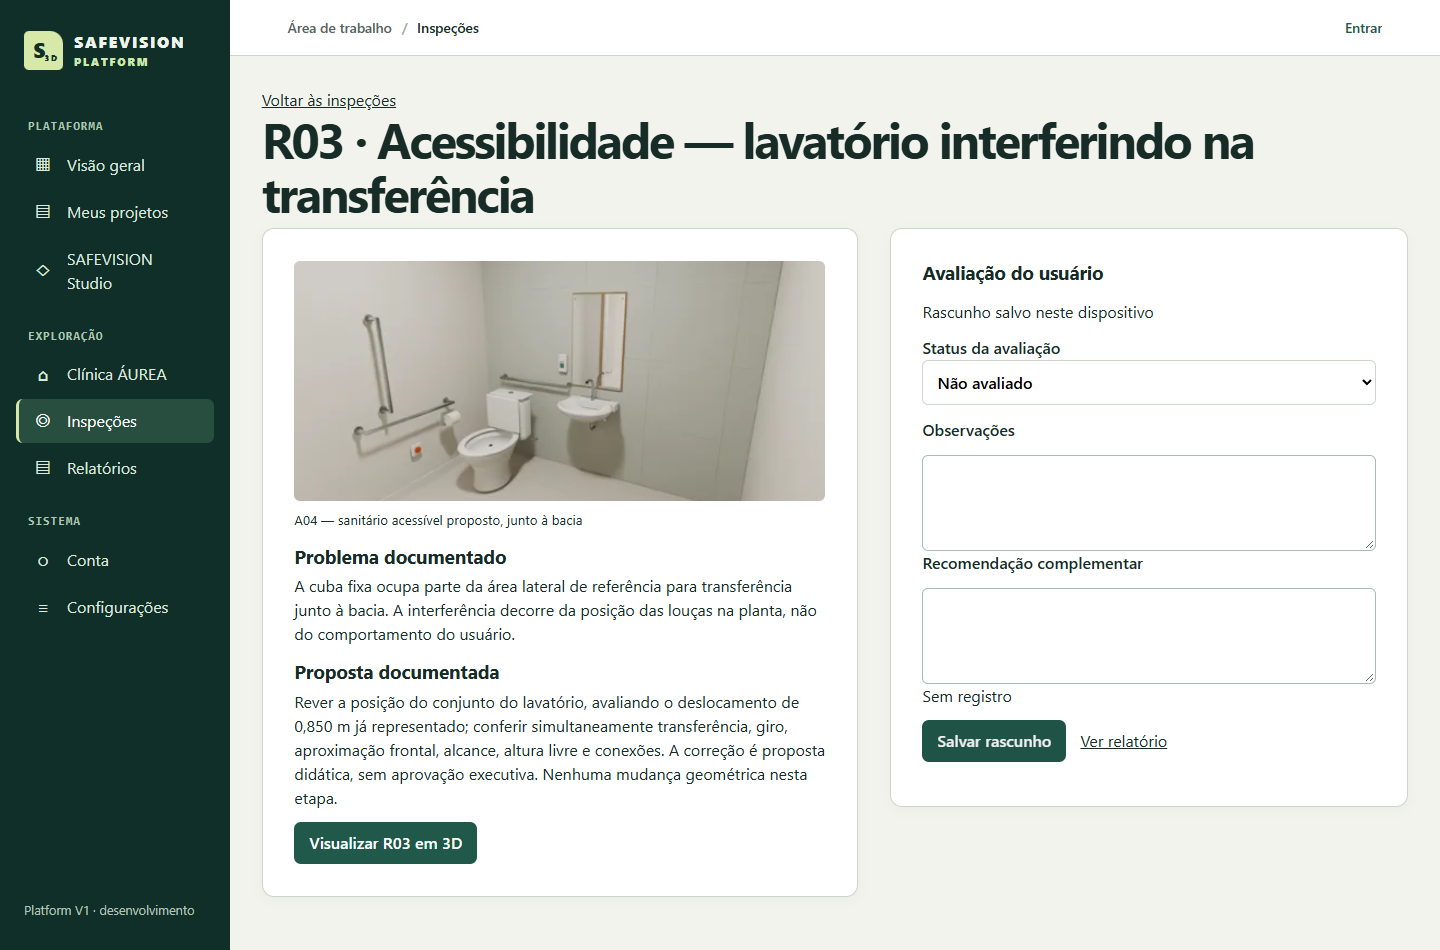 S3D
SAFEVISION
PLATFORM
PLATAFORMA
Visão geral
Meus projetos
SAFEVISION
Studio
EXPLORAÇÃO
Clínica ÁUREA
Inspeções
Relatórios
SISTEMA
Conta
Configurações
Platform V1 · desenvolvimento
Área de trabalho / Inspeções
Entrar
Voltar às inspeções
R03 · Acessibilidade — lavatório interferindo na
transferência
A04 — sanitário acessível proposto, junto à bacia
Problema documentado
A cuba fixa ocupa parte da área lateral de referência para transferência
junto à bacia. A interferência decorre da posição das louças na planta, não
do comportamento do usuário.
Proposta documentada
Rever a posição do conjunto do lavatório, avaliando o deslocamento de
0,850 m já representado; conferir simultaneamente transferência, giro,
aproximação frontal, alcance, altura livre e conexões. A correção é proposta
didática, sem aprovação executiva. Nenhuma mudança geométrica nesta
etapa.
Visualizar R03 em 3D
Avaliação do usuário
Rascunho salvo neste dispositivo
Status da avaliação
Não avaliado
Observações
Recomendação complementar
Sem registro
Salvar rascunho
Ver relatório